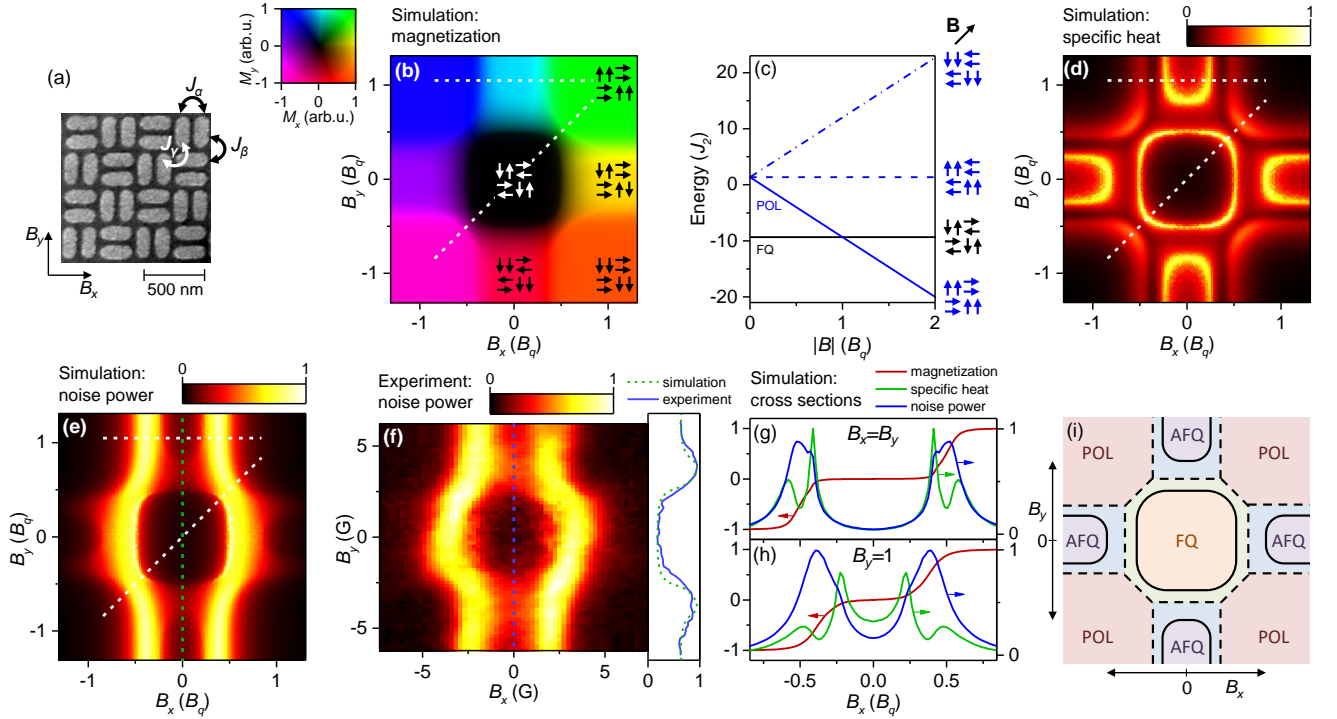 (a)
Jα
Jβ
Jγ
By
Bx
500 nm
My (arb.u.)
1
0
-1
-1 0 1
Mx (arb.u.)
Simulation:
magnetization
(b)
By (Bq)
1
0
-1
-1 0 1
Bx (Bq)
(c)
B
Energy (J2)
20
10
0
-10
-20
POL
FQ
0 1 2
|B| (Bq)
Simulation:
specific heat
0 1
(d)
By (Bq)
1
0
-1
-1 0 1
Bx (Bq)
Simulation:
noise power
0 1
(e)
By (Bq)
1
0
-1
-1 0 1
Bx (Bq)
Experiment:
noise power
0 1
simulation
experiment
(f)
By (G)
5
0
-5
-5 0 5
Bx (G)
0 1
Simulation:
cross sections
magnetization
specific heat
noise power
(g)
Bx=By
1
0
-1
1
0
(h)
By=1
1
0
-1
1
0
-0.5 0.0 0.5
Bx (Bq)
(i)
POL AFQ POL
By
0
AFQ FQ AFQ
POL AFQ POL
0 Bx